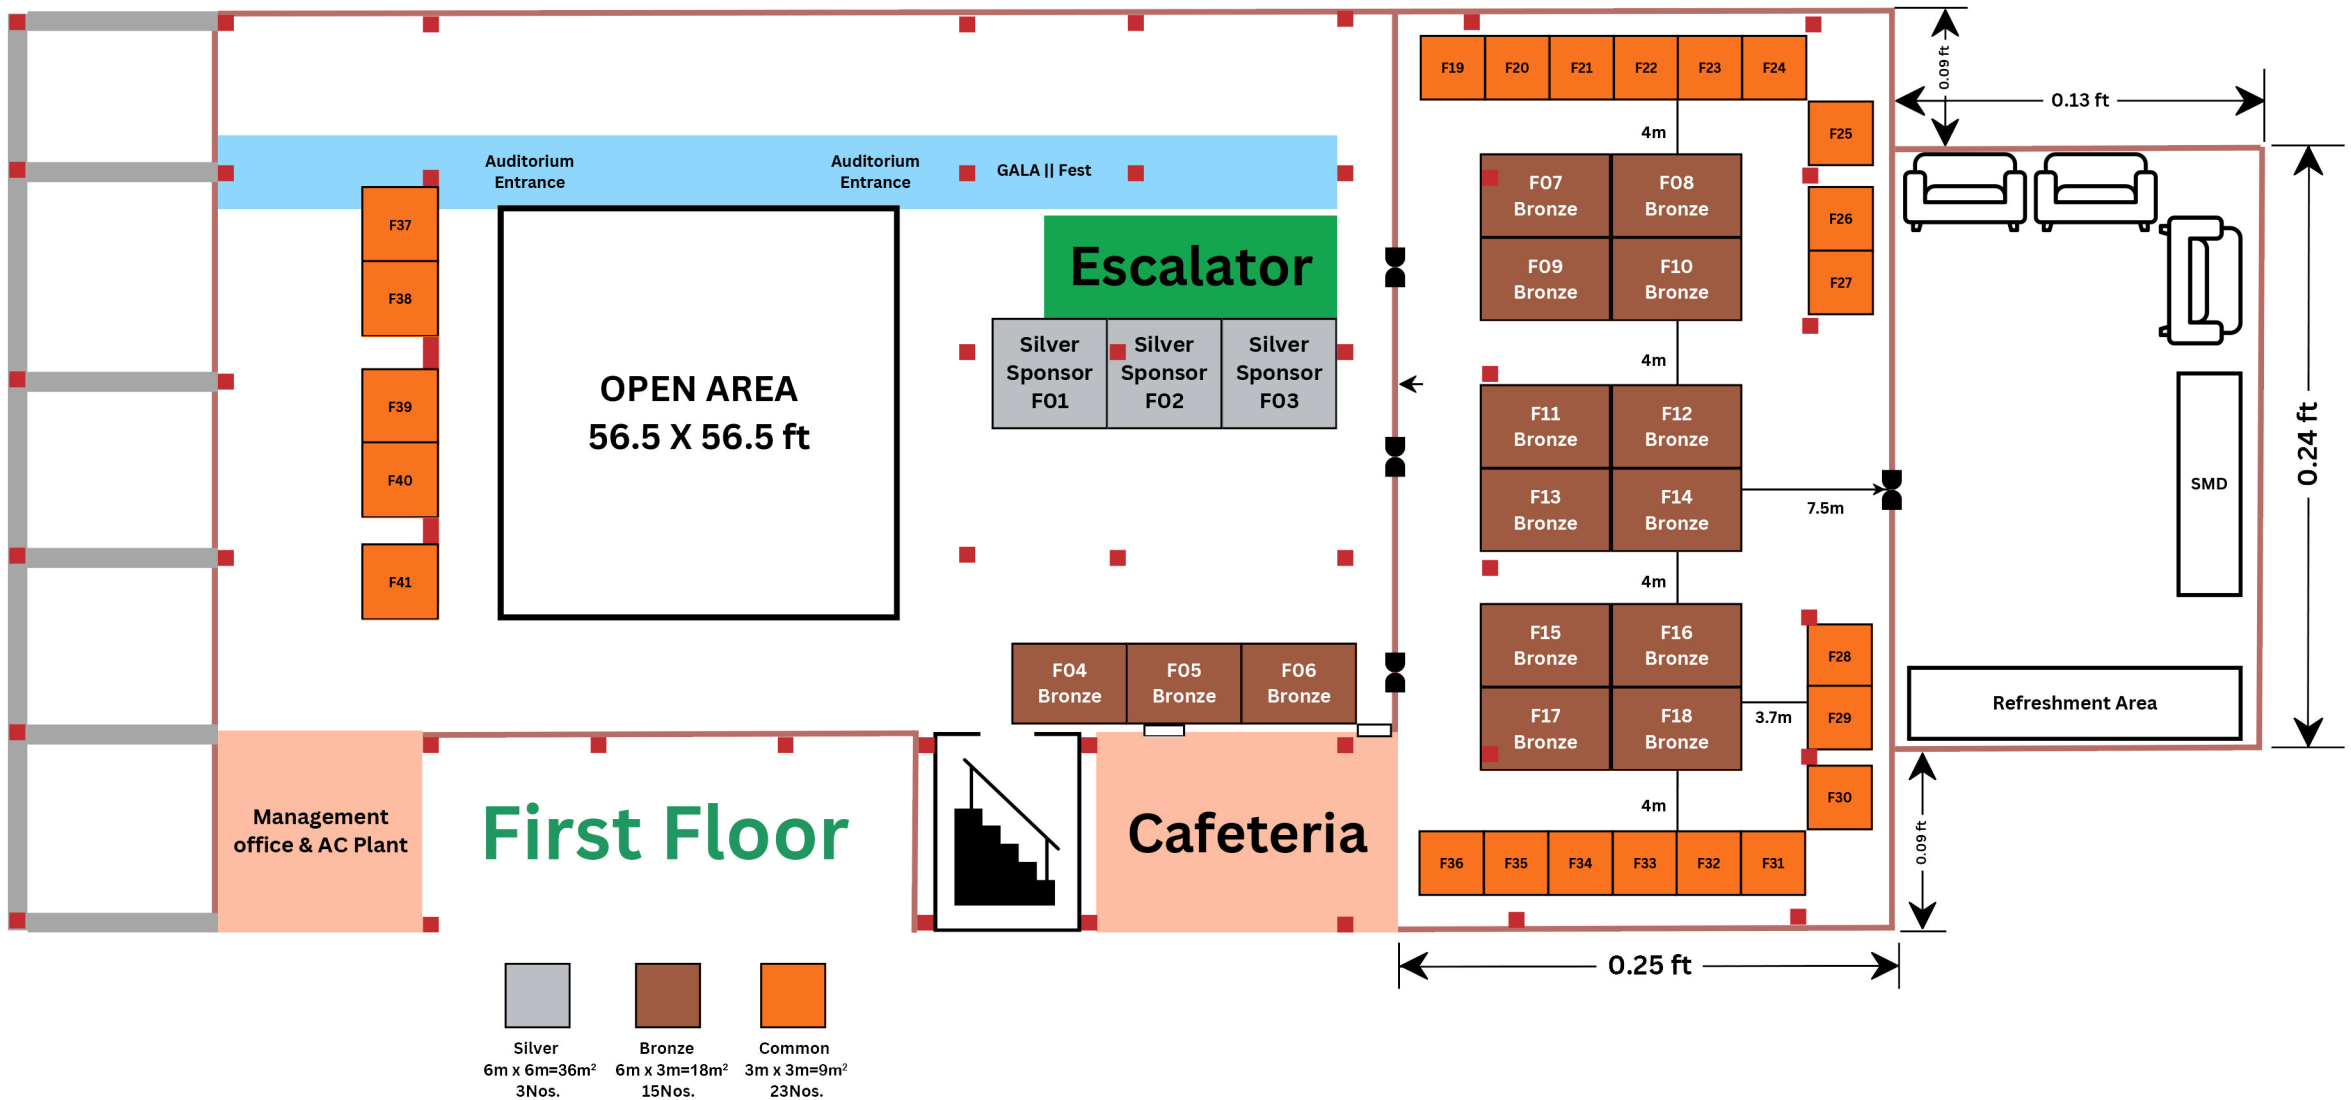 F19
F20
F21
F22
F23
F24
0.09 ft
0.13 ft
F25
4m
Auditorium
Entrance
Auditorium
Entrance
GALA || Fest
F07
Bronze
F08
Bronze
F26
F37
Escalator
F09
Bronze
F10
Bronze
F27
F38
Silver
Sponsor
F01
Silver
Sponsor
F02
Silver
Sponsor
F03
4m
OPEN AREA
56.5 X 56.5 ft
F39
F11
Bronze
F12
Bronze
0.24 ft
F40
F13
Bronze
F14
Bronze
7.5m
SMD
F41
4m
F04
Bronze
F05
Bronze
F06
Bronze
F15
Bronze
F16
Bronze
F28
F17
Bronze
F18
Bronze
3.7m
F29
Refreshment Area
Management
office & AC Plant
First Floor
Cafeteria
4m
F30
0.09 ft
F36
F35
F34
F33
F32
F31
0.25 ft
Silver
6m x 6m=36m²
3Nos.
Bronze
6m x 3m=18m²
15Nos.
Common
3m x 3m=9m²
23Nos.